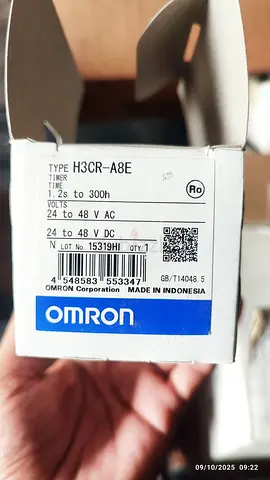 TYPE H3CR-A8E
TIMER
TIME
1.2s to 300h
Ro
VOLTS
24 to 48 V AC
24 to 48 V DC
N LOT No 15319HI QTY 1
4 548583 553347
GB/T14048.5
OMRON Corporation MADE IN INDONESIA
OMRON
09/10/2025 09:22